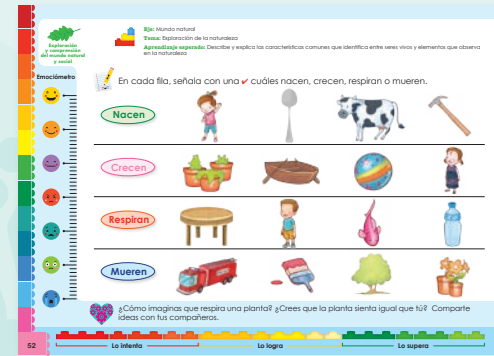 Exploración
y comprensión
del mundo natural
y social
Eje: Mundo natural
Tema: Exploración de la naturaleza
Aprendizaje esperado: Describe y explica las características comunes que identifica entre seres vivos y elementos que observa
en la naturaleza
Emociómetro
En cada fila, señala con una ✔ cuáles nacen, crecen, respiran o mueren.
Nacen
Crecen
Respiran
Mueren
¿Cómo imaginas que respira una planta? ¿Crees que la planta sienta igual que tú? Comparte
ideas con tus compañeros.
52
Lo intenta
Lo logra
Lo supera